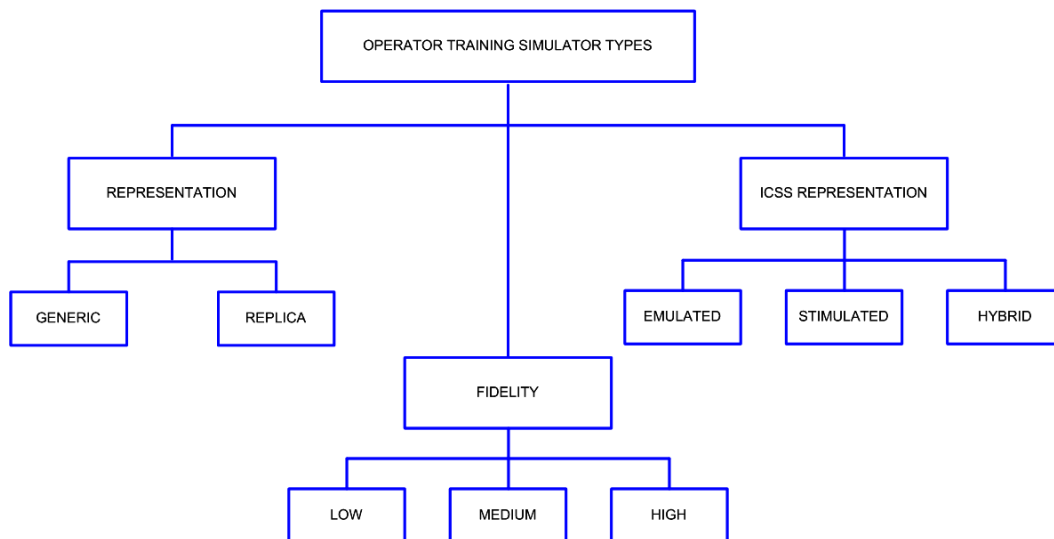 OPERATOR TRAINING SIMULATOR TYPES
REPRESENTATION
ICSS REPRESENTATION
GENERIC
REPLICA
EMULATED
STIMULATED
HYBRID
FIDELITY
LOW
MEDIUM
HIGH